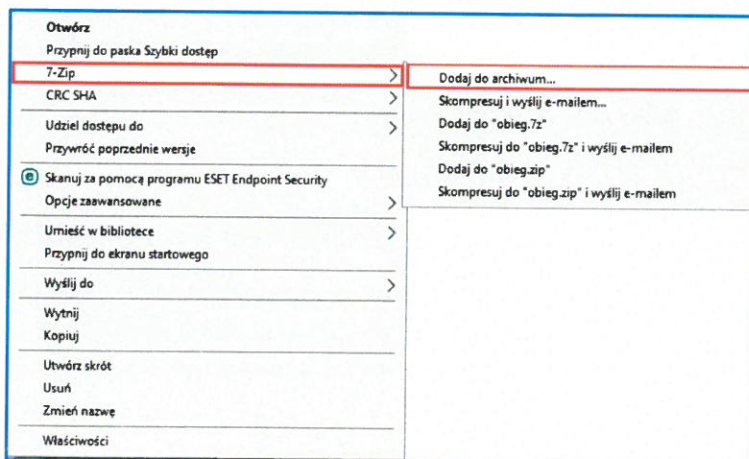 Otwórz
Przypnij do paska Szybki dostęp
7-Zip
CRC SHA
Udziel dostępu do
Przywróć poprzednie wersje
e Skanuj za pomocą programu ESET Endpoint Security
Opcje zaawansowane
Umieść w bibliotece
Przypnij do ekranu startowego
Wyślij do
Wytnij
Kopiuj
Utwórz skrót
Usuń
Zmień nazwę
Właściwości
Dodaj do archiwum...
Skompresuj i wyślij e-mailem...
Dodaj do "obieg.7z"
Skompresuj do "obieg.7z" i wyślij e-mailem
Dodaj do "obieg.zip"
Skompresuj do "obieg.zip" i wyślij e-mailem